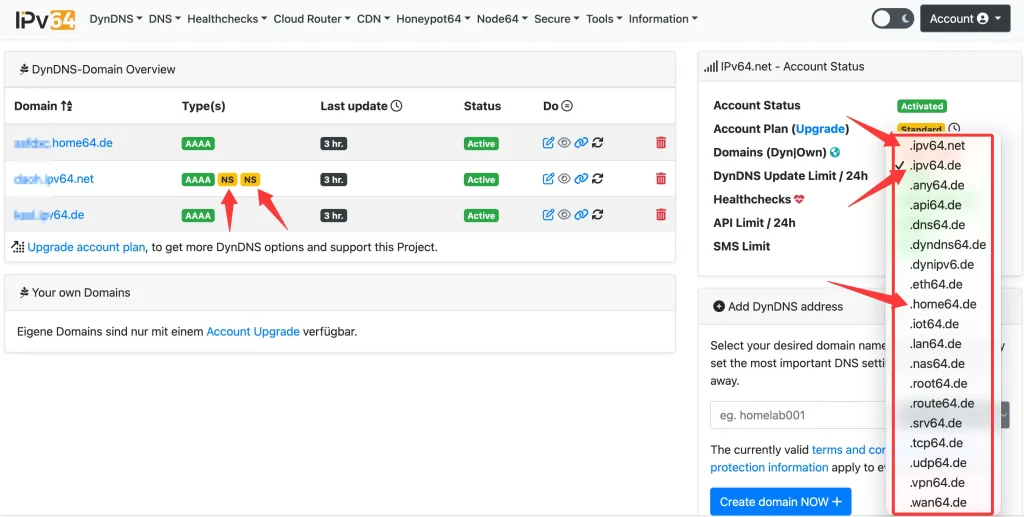 IPv64
DynDNS DNS Healthchecks Cloud Router CDN Honeypot64 Node64 Secure Tools Information
Account
DynDNS-Domain Overview
Domain Type(s) Last update Status Do
.home64.de AAAA 3 hr. Active
.ipv64.net AAAA NS NS 3 hr. Active
64.de AAAA 3 hr. Active
Upgrade account plan, to get more DynDNS options and support this Project.
Your own Domains
Eigene Domains sind nur mit einem Account Upgrade verfügbar.
IPv64.net - Account Status
Account Status Activated
Account Plan (Upgrade) Standard
Domains (Dyn|Own)
DynDNS Update Limit / 24h
Healthchecks
API Limit / 24h
SMS Limit
Add DynDNS address
Select your desired domain name
set the most important DNS
away.
eg. homelab001
The currently valid terms and
protection information apply to
Create domain NOW
.ipv64.net
.ipv64.de
.any64.de
.api64.de
.dns64.de
.dyndns64.de
.dynipv6.de
.eth64.de
.home64.de
.iot64.de
.lan64.de
.nas64.de
.root64.de
.route64.de
.srv64.de
.tcp64.de
.udp64.de
.vpn64.de
.wan64.de